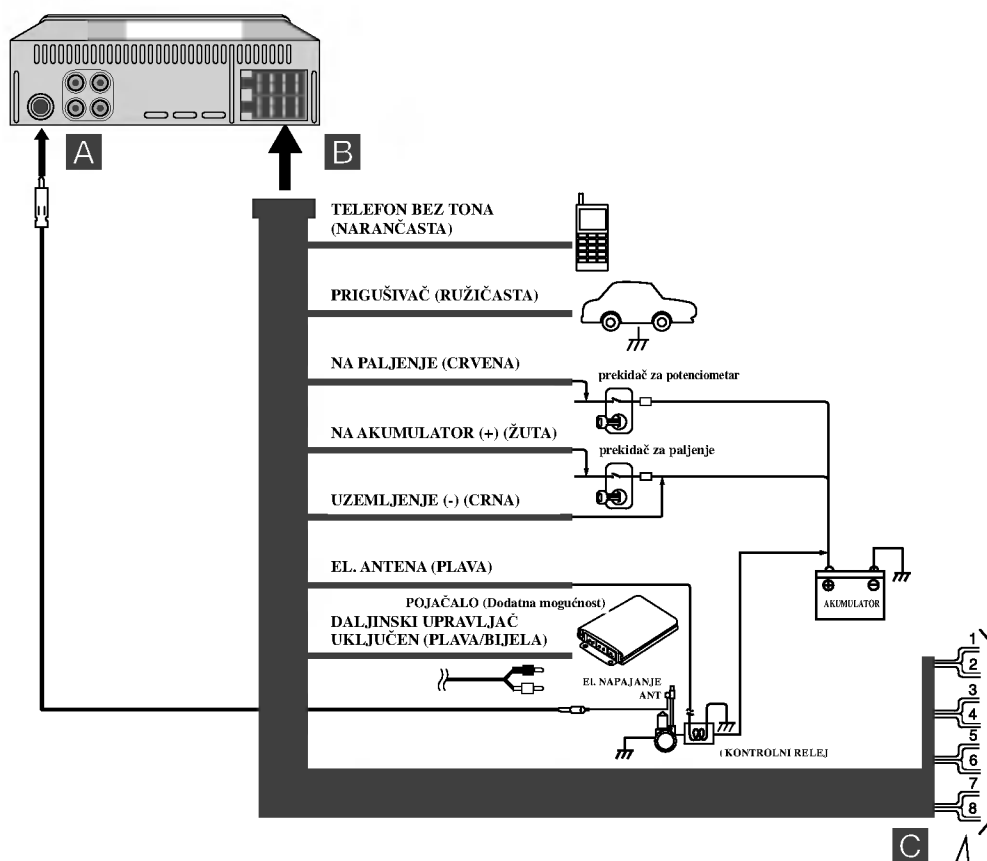 A
B
TELEFON BEZ TONA
(NARANČASTA)
PRIGUŠIVAČ (RUŽIČASTA)
NA PALJENJE (CRVENA)
prekidač za potenciometar
NA AKUMULATOR (+) (ŽUTA)
prekidač za paljenje
UZEMLJENJE (-) (CRNA)
EL. ANTENA (PLAVA)
AKUMULATOR
POJAČALO (Dodatna mogućnost)
DALJINSKI UPRAVLJAČ
UKLJUČEN (PLAVA/BIJELA)
El. NAPAJANJE
ANT
( KONTROLNI RELEJ
1
2
3
4
5
6
7
8
C